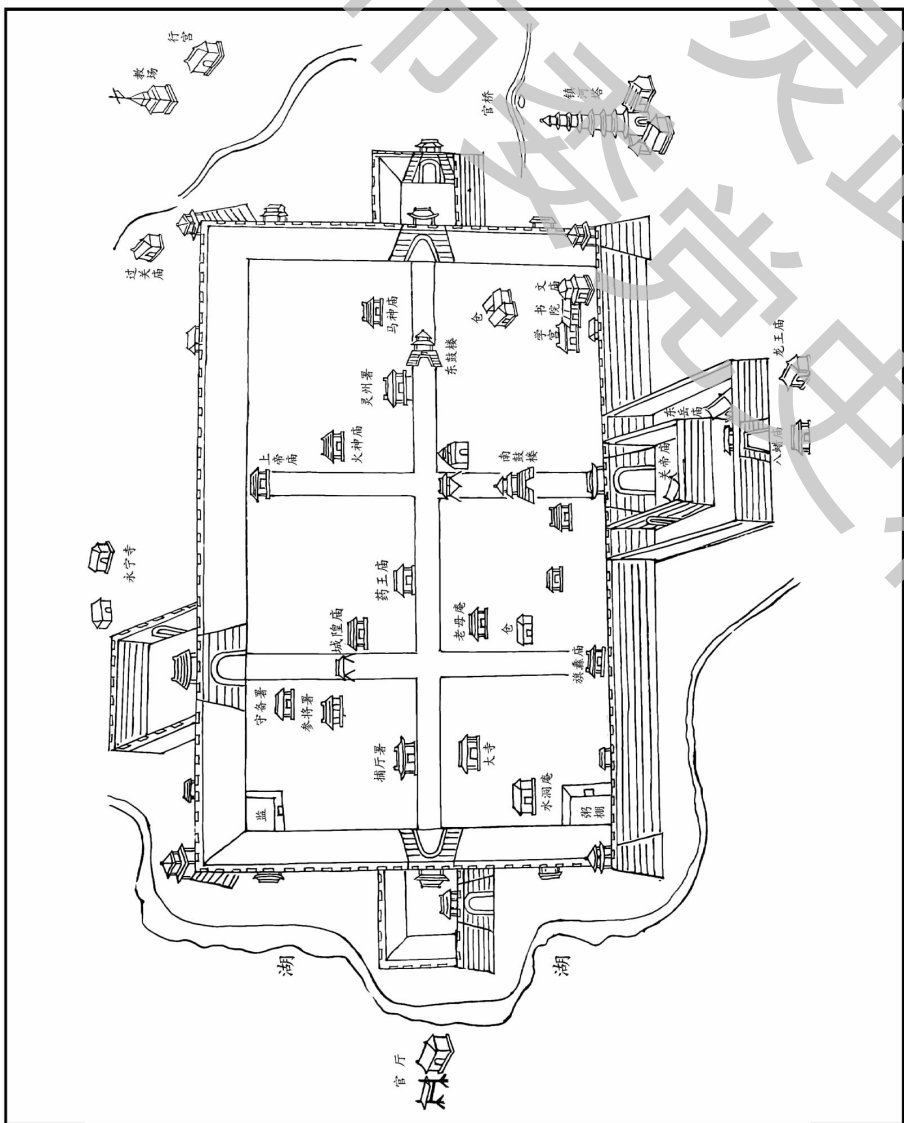 行宫
教场
官桥
镇河塔
过关庙
马神庙
仓
文庙
书院
学宫
东鼓楼
灵州署
火神庙
上帝庙
南鼓楼
龙王庙
东岳庙
八蜡庙
关帝庙
永宁寺
药王庙
城隍庙
老母庵
仓
旗纛庙
守备署
参将署
捕厅署
大寺
水洞庵
粥棚
监
湖
湖
官厅
市委党史